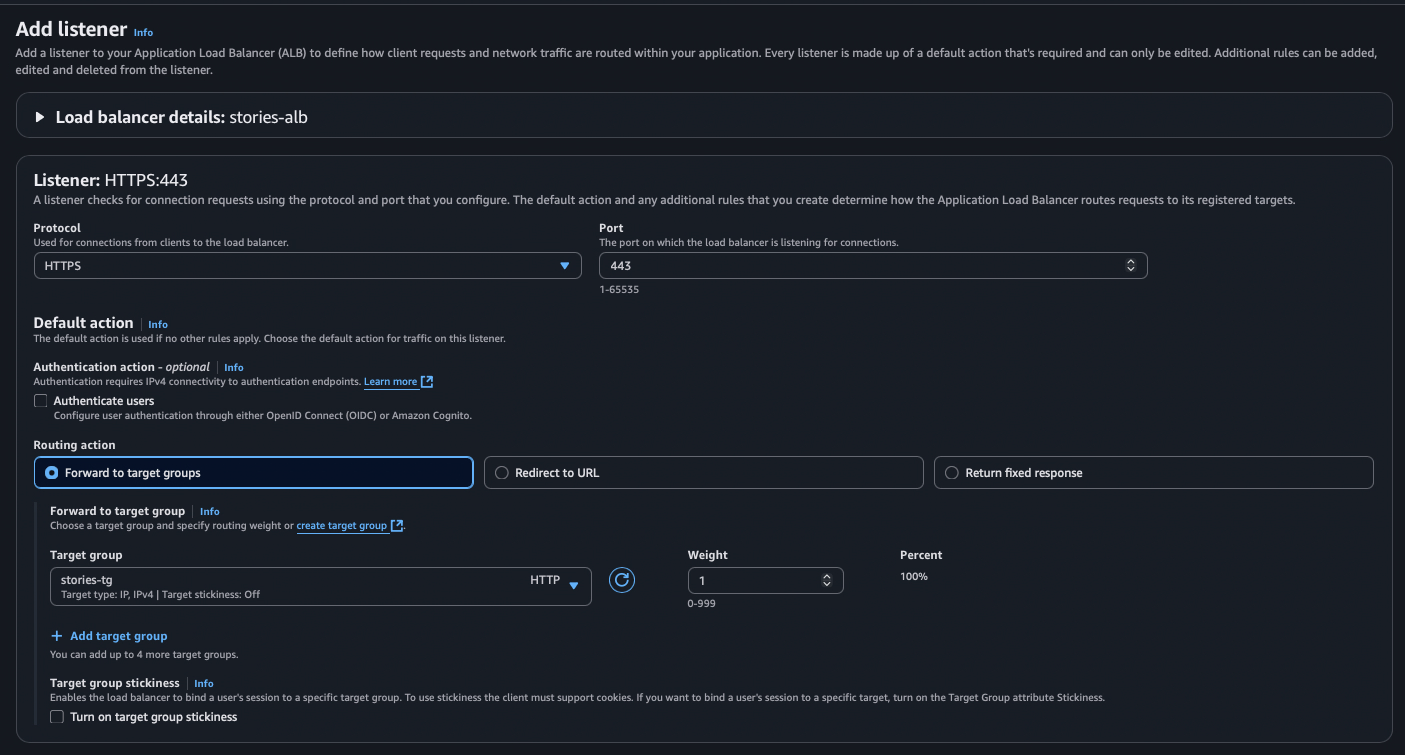 Add listener Info
Add a listener to your Application Load Balancer (ALB) to define how client requests and network traffic are routed within your application. Every listener is made up of a default action that's required and can only be edited. Additional rules can be added,
edited and deleted from the listener.
Load balancer details: stories-alb
Listener: HTTPS:443
A listener checks for connection requests using the protocol and port that you configure. The default action and any additional rules that you create determine how the Application Load Balancer routes requests to its registered targets.
Protocol
Used for connections from clients to the load balancer.
HTTPS
Port
The port on which the load balancer is listening for connections.
443
1-65535
Default action Info
The default action is used if no other rules apply. Choose the default action for traffic on this listener.
Authentication action - optional Info
Authentication requires IPv4 connectivity to authentication endpoints. Learn more
Authenticate users
Configure user authentication through either OpenID Connect (OIDC) or Amazon Cognito.
Routing action
Forward to target groups
Redirect to URL
Return fixed response
Forward to target group Info
Choose a target group and specify routing weight or create target group.
Target group
stories-tg HTTP
Target type: IP, IPv4 | Target stickiness: Off
Weight
1
0-999
Percent
100%
+ Add target group
You can add up to 4 more target groups.
Target group stickiness Info
Enables the load balancer to bind a user's session to a specific target group. To use stickiness the client must support cookies. If you want to bind a user's session to a specific target, turn on the Target Group attribute Stickiness.
Turn on target group stickiness